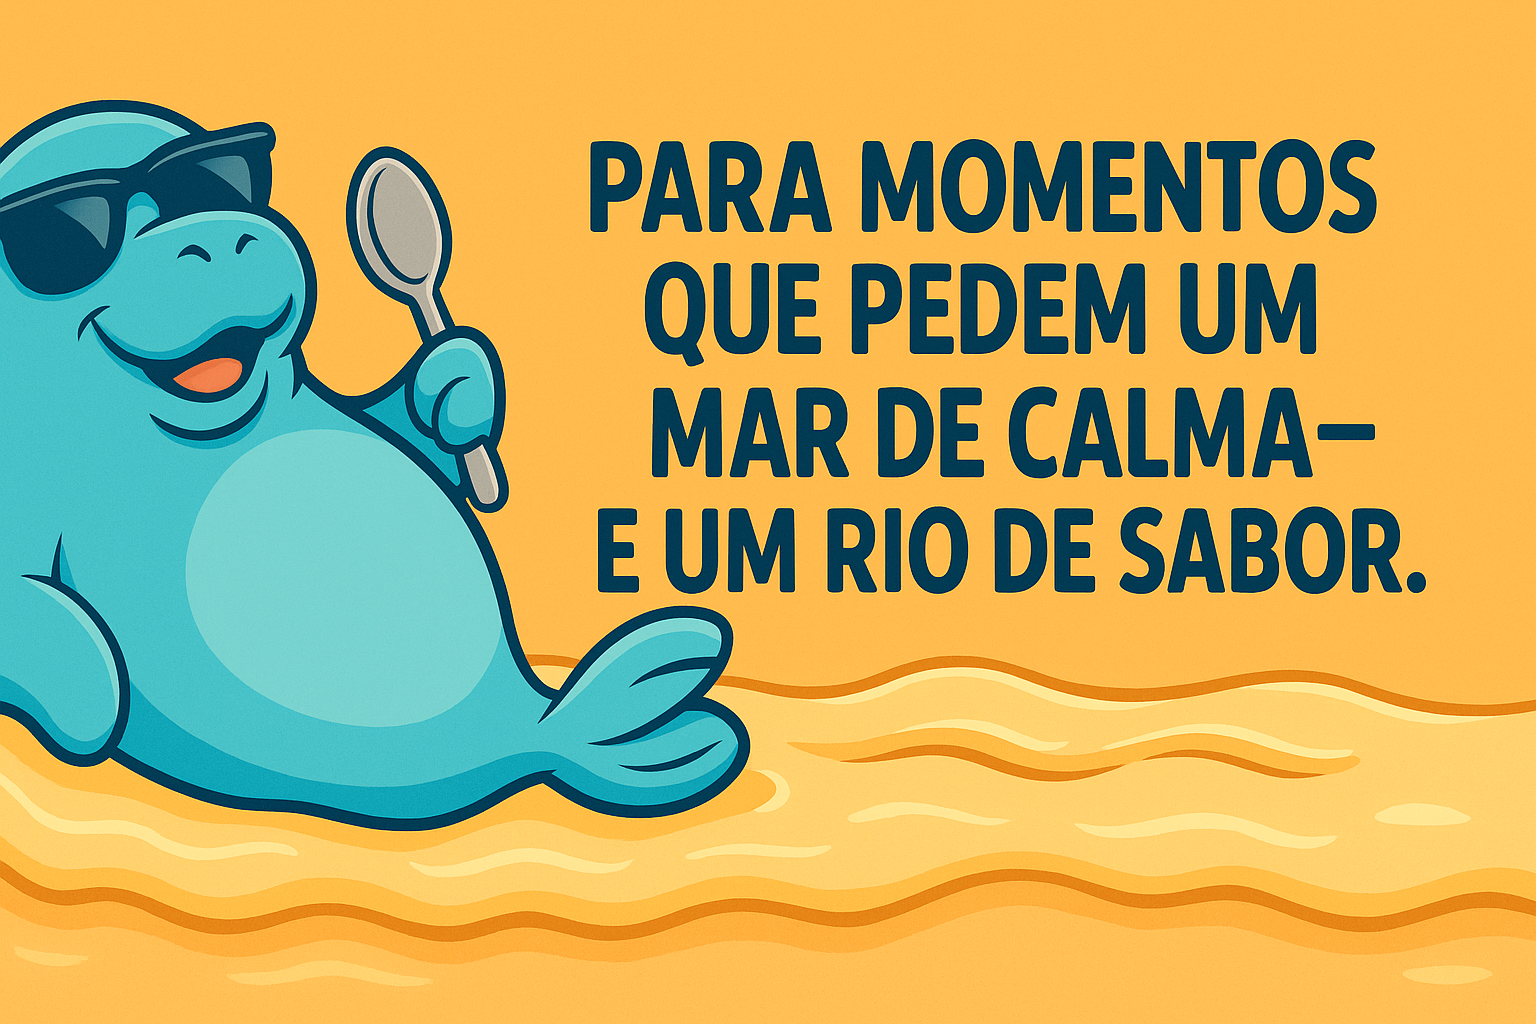 PARA MOMENTOS
QUE PEDEM UM
MAR DE CALMA—
E UM RIO DE SABOR.